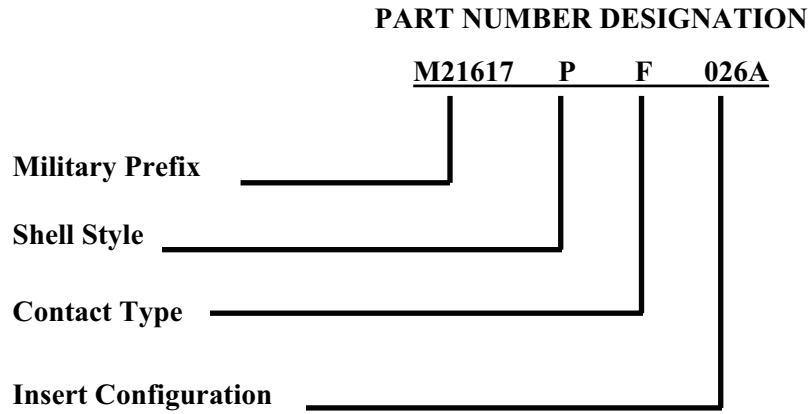 PART NUMBER DESIGNATION
M21617 P F 026A
Military Prefix
Shell Style
Contact Type
Insert Configuration